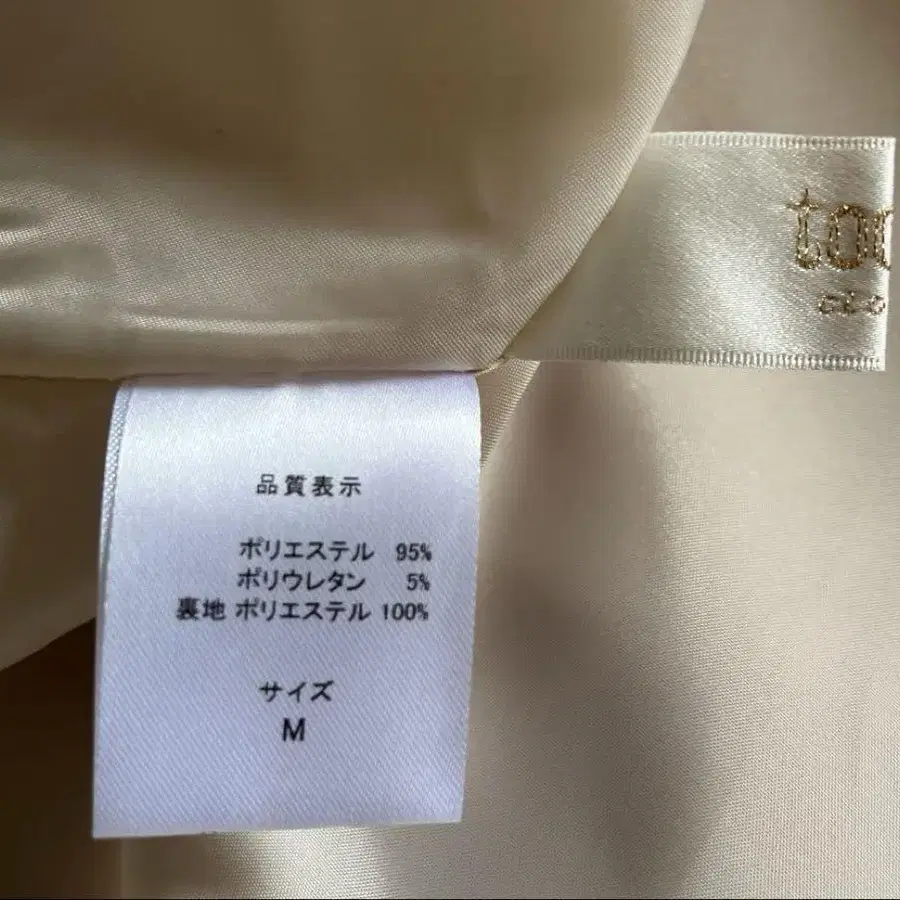 品質表示
ポリエステル 95%
ポリウレタン 5%
裏地 ポリエステル 100%
サイズ
M